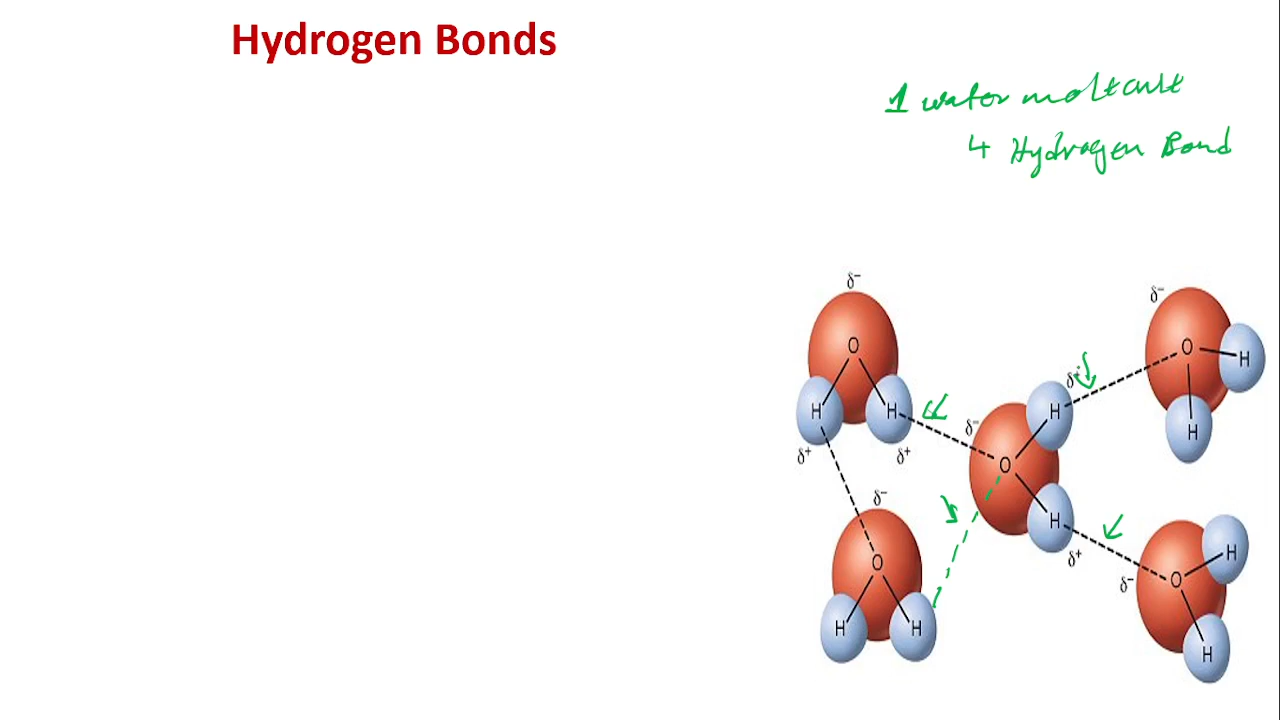 Hydrogen Bonds
1 water molecule
4 Hydrogen Bond
δ⁻
O
H
H
δ⁺
δ⁺
δ⁻
O
H
H
δ⁻
O
H
H
δ⁺
δ⁺
δ⁻
O
H
H
δ⁻
O
H
H